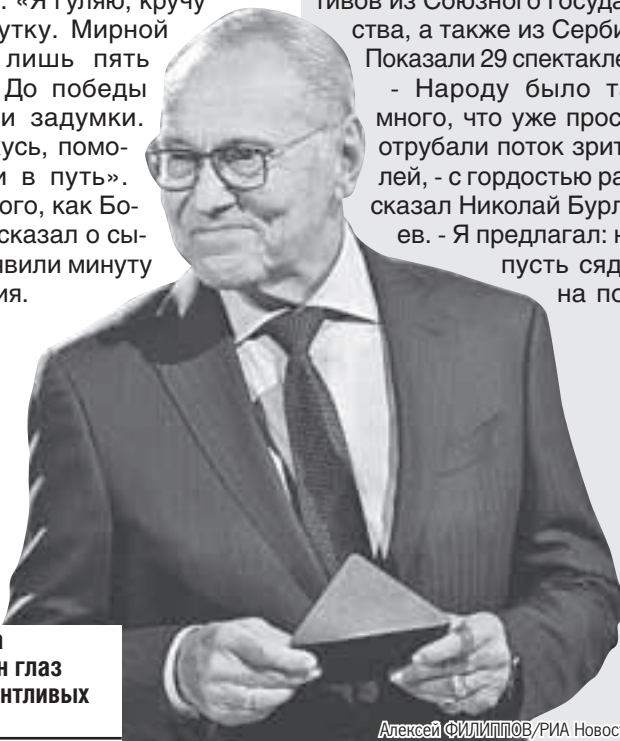 «Я гуляю, кручу
утку. Мирной
лишь пять
До победы
и задумки.
усь, помо-
и в путь».
ого, как Бо-
сказал о сы-
явили минуту
ия.
тивов из Союзного госуда
ства, а также из Серби
Показали 29 спектакле
- Народу было та
много, что уже прос
отрубали поток зрит
лей, - с гордостью ра
сказал Николай Бурл
ев. - Я предлагал: н
пусть сяд
на по
а
н глаз
нтливых
Алексей ФИЛИППОВ/РИА Новост